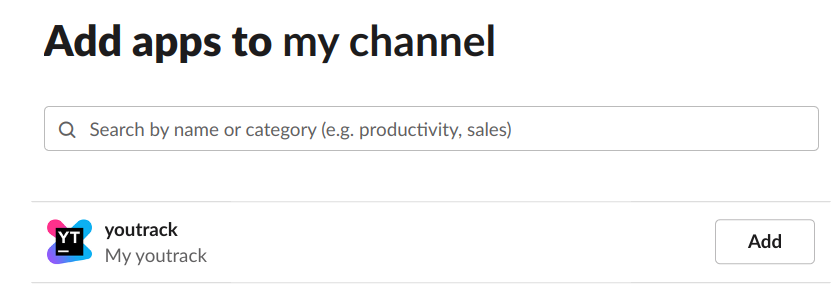 Add apps to my channel
Search by name or category (e.g. productivity, sales)
YT
youtrack
My youtrack
Add